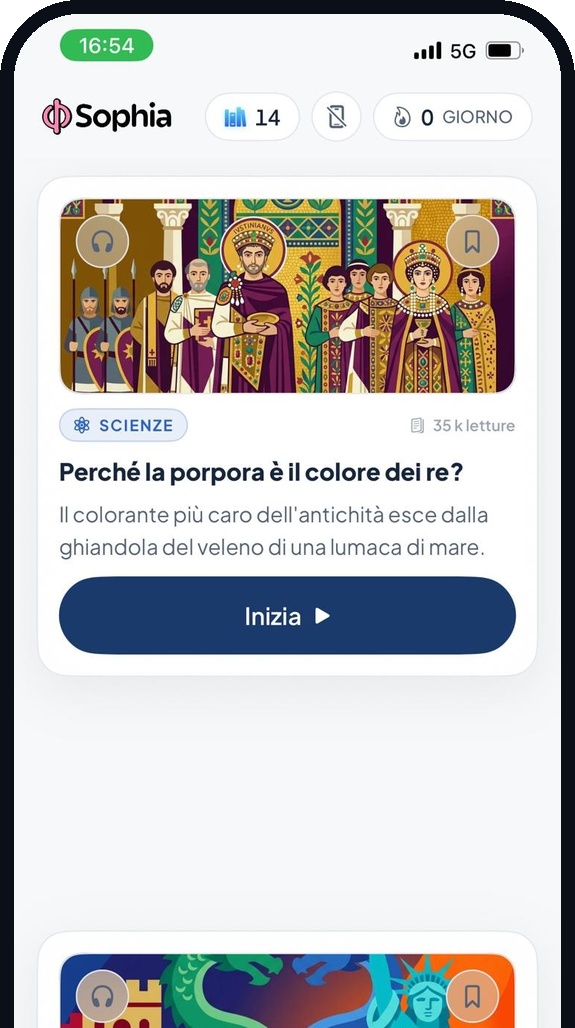 16:54
5G
Sophia
14
0 GIORNO
SCIENZE
35 k letture
Perché la porpora è il colore dei re?
Il colorante più caro dell'antichità esce dalla
ghiandola del veleno di una lumaca di mare.
Inizia